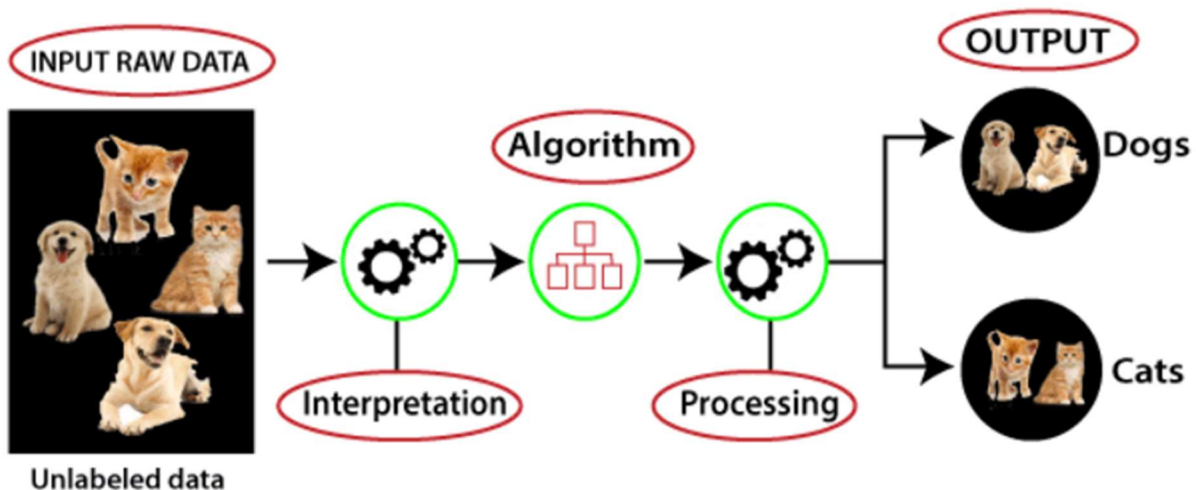 INPUT RAW DATA
Unlabeled data
Interpretation
Algorithm
Processing
OUTPUT
Dogs
Cats